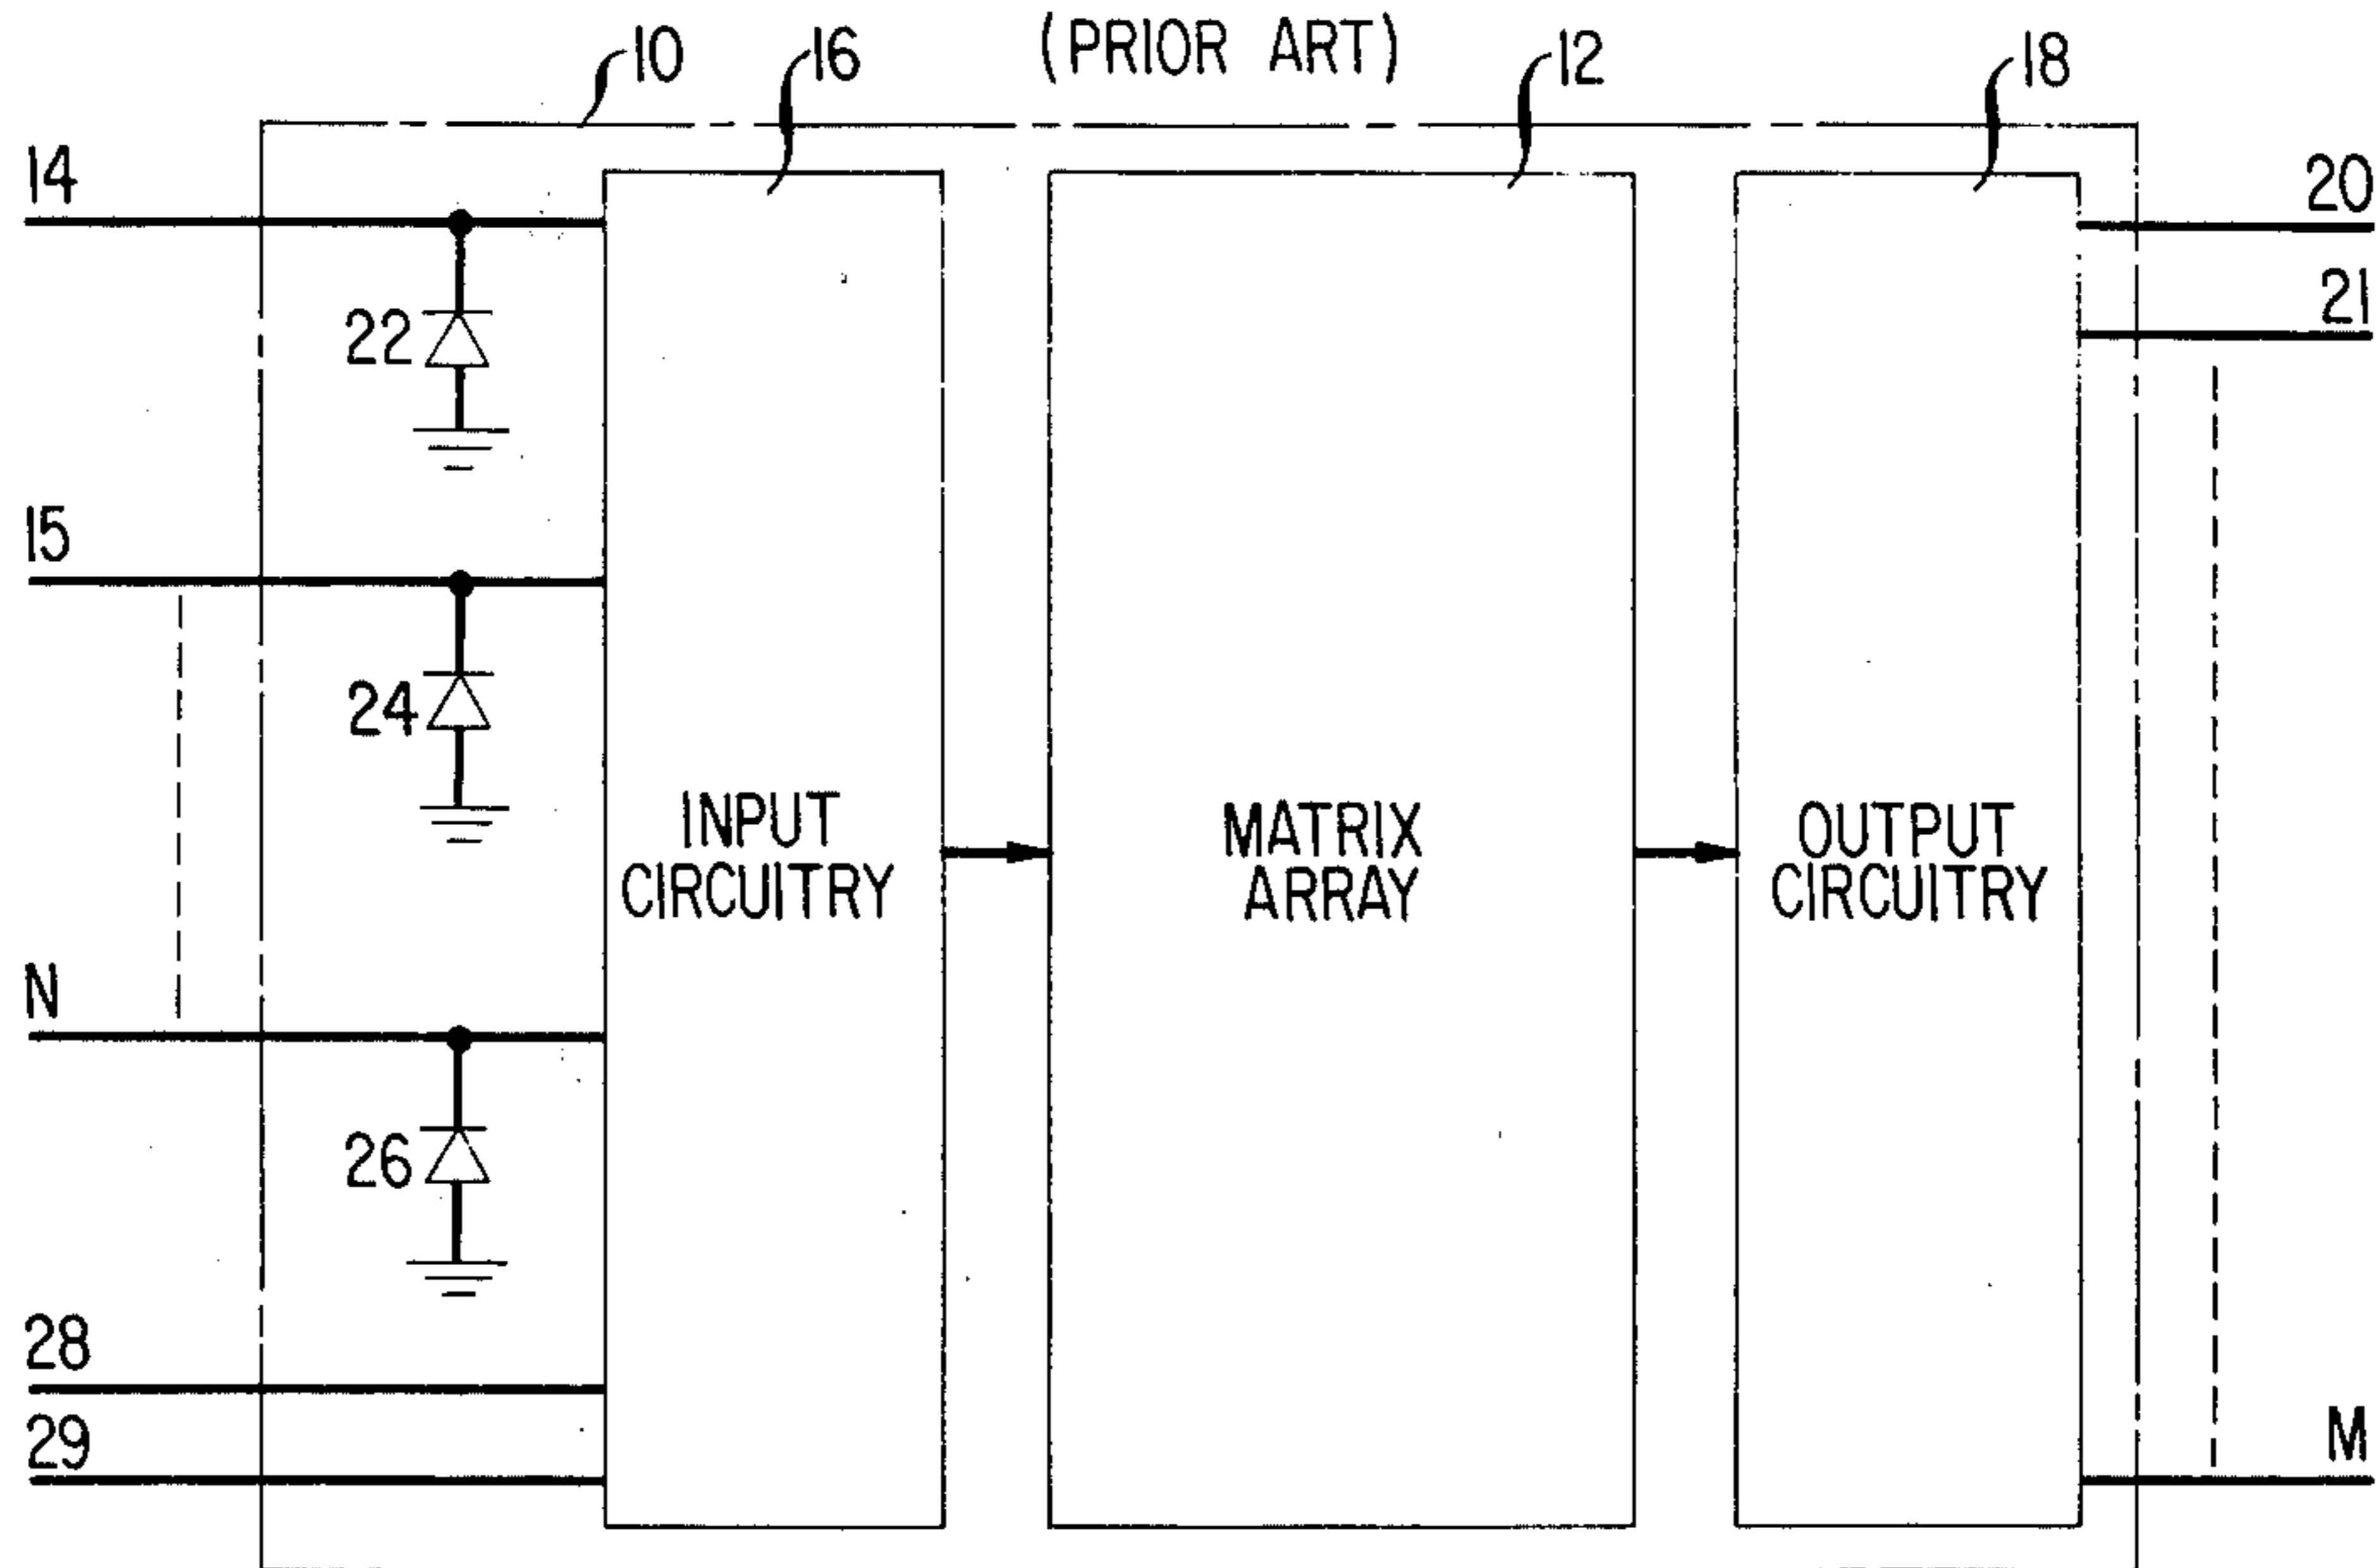 (PRIOR ART)
10
16
12
18
14
20
21
22
15
24
INPUT
CIRCUITRY
MATRIX
ARRAY
OUTPUT
CIRCUITRY
N
26
28
29
M